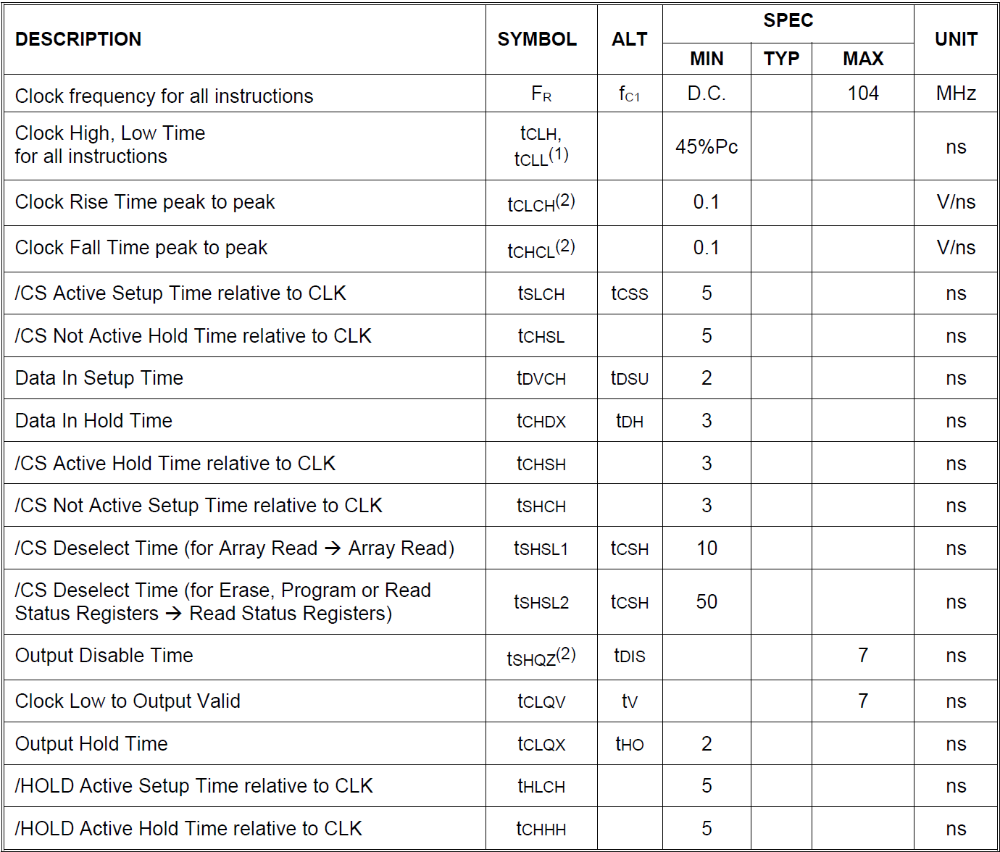 DESCRIPTION SYMBOL ALT SPEC UNIT
MIN TYP MAX
Clock frequency for all instructions FR fC1 D.C. 104 MHz
Clock High, Low Time
for all instructions tCLH,
tCLL(1) 45%Pc ns
Clock Rise Time peak to peak tCLCH(2) 0.1 V/ns
Clock Fall Time peak to peak tCHCL(2) 0.1 V/ns
/CS Active Setup Time relative to CLK tSLCH tCSS 5 ns
/CS Not Active Hold Time relative to CLK tCHSL 5 ns
Data In Setup Time tDVCH tDSU 2 ns
Data In Hold Time tCHDX tDH 3 ns
/CS Active Hold Time relative to CLK tCHSH 3 ns
/CS Not Active Setup Time relative to CLK tSHCH 3 ns
/CS Deselect Time (for Array Read → Array Read) tSHSL1 tCSH 10 ns
/CS Deselect Time (for Erase, Program or Read
Status Registers → Read Status Registers) tSHSL2 tCSH 50 ns
Output Disable Time tSHQZ(2) tDIS 7 ns
Clock Low to Output Valid tCLQV tV 7 ns
Output Hold Time tCLQX tHO 2 ns
/HOLD Active Setup Time relative to CLK tHLCH 5 ns
/HOLD Active Hold Time relative to CLK tCHHH 5 ns